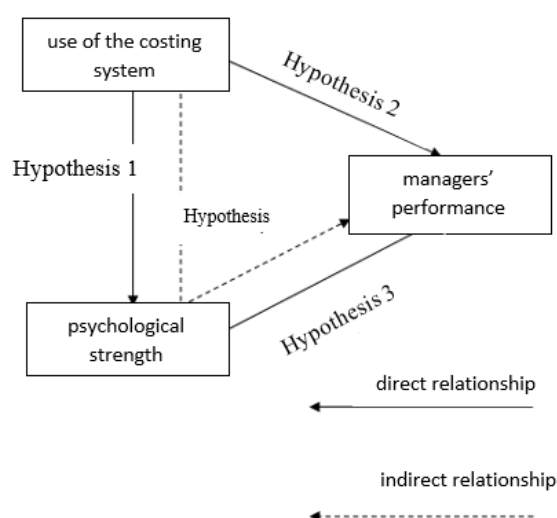 use of the costing
system
Hypothesis 2
Hypothesis 1
managers'
performance
Hypothesis
psychological
strength
Hypothesis 3
direct relationship
indirect relationship